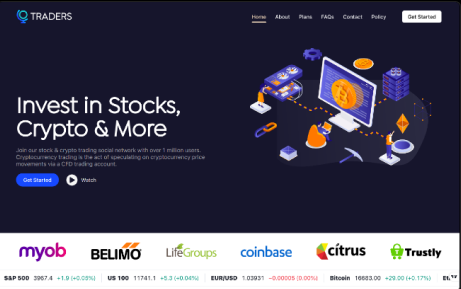 TRADERS
Home About Plans FAQs Contact Policy Get Started
Invest in Stocks,
Crypto & More
Join our stock & crypto trading social network with over 1 million users.
Cryptocurrency trading is the act of speculating on cryptocurrency price
movements via a CFD trading account.
Get Started Watch
myob BELIMO LifeGroups coinbase citrus Trustly
S&P 500 3967.4 +1.9 (+0.05%) US 100 11741.1 +5.3 (+0.04%) EUR/USD 1.03931 −0.00005 (0.00%) Bitcoin 16683.00 +29.00 (+0.17%)